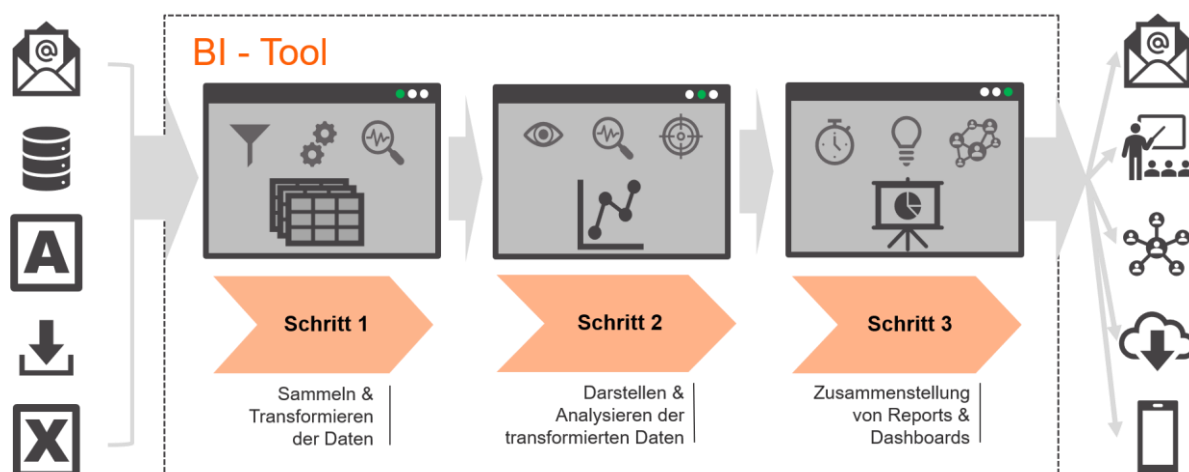 BI - Tool
@
@
A
X
Schritt 1
Schritt 2
Schritt 3
Sammeln &
Transformieren
der Daten
Darstellen &
Analysieren der
transformierten Daten
Zusammenstellung
von Reports &
Dashboards